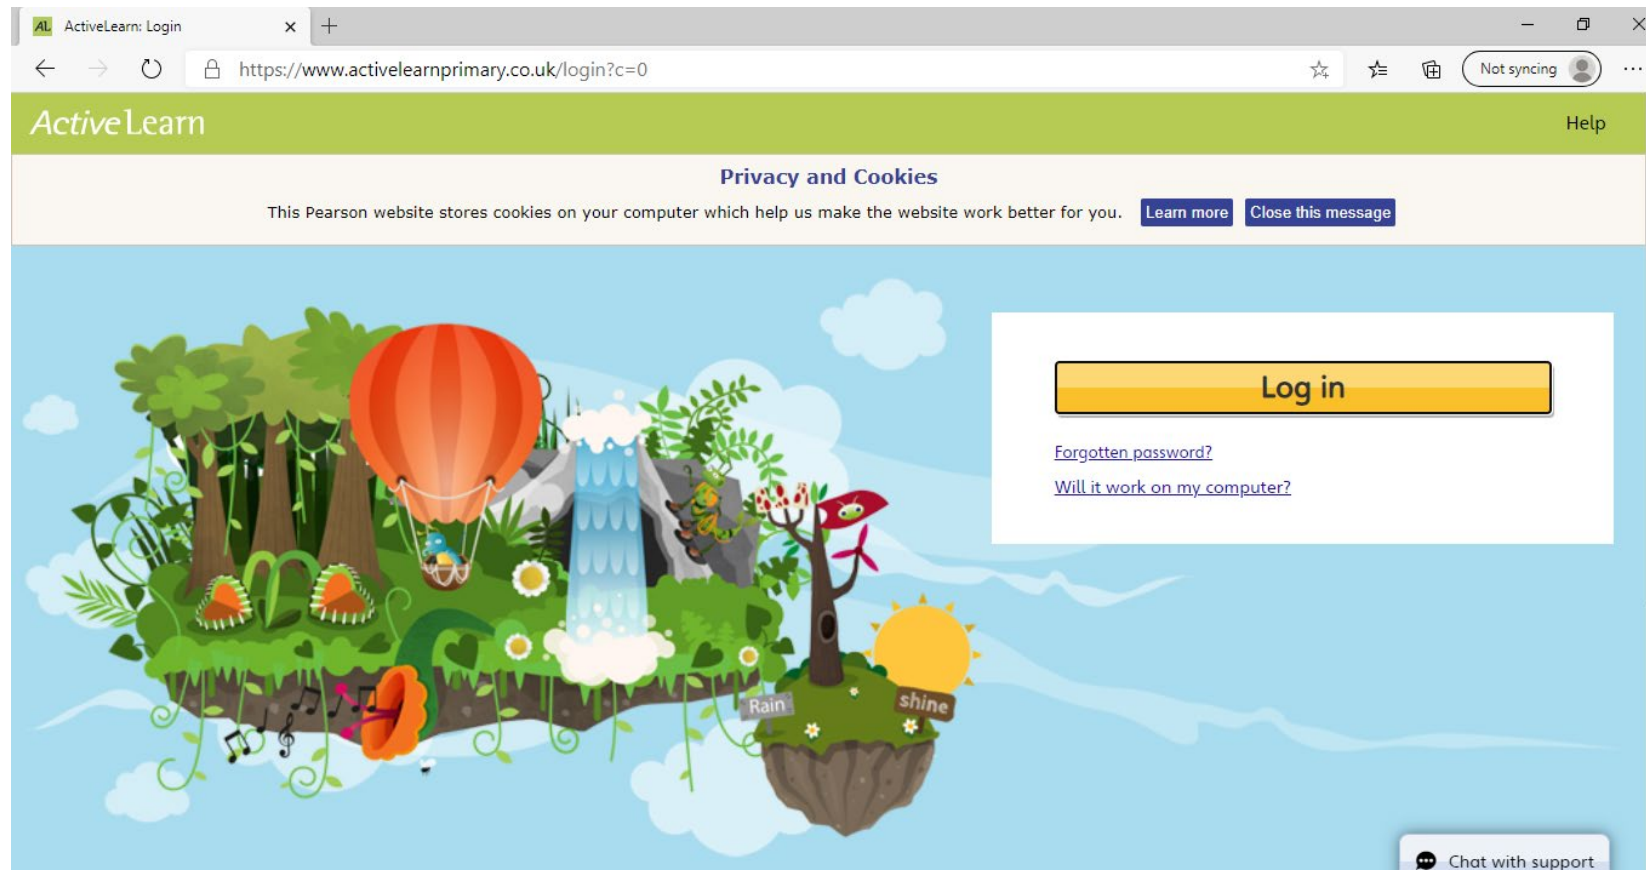 AL ActiveLearn: Login
https://www.activelearnprimary.co.uk/login?c=0
Not syncing
ActiveLearn
Help
Privacy and Cookies
This Pearson website stores cookies on your computer which help us make the website work better for you. Learn more Close this message
Log in
Forgotten password?
Will it work on my computer?
Rain
shine
Chat with support